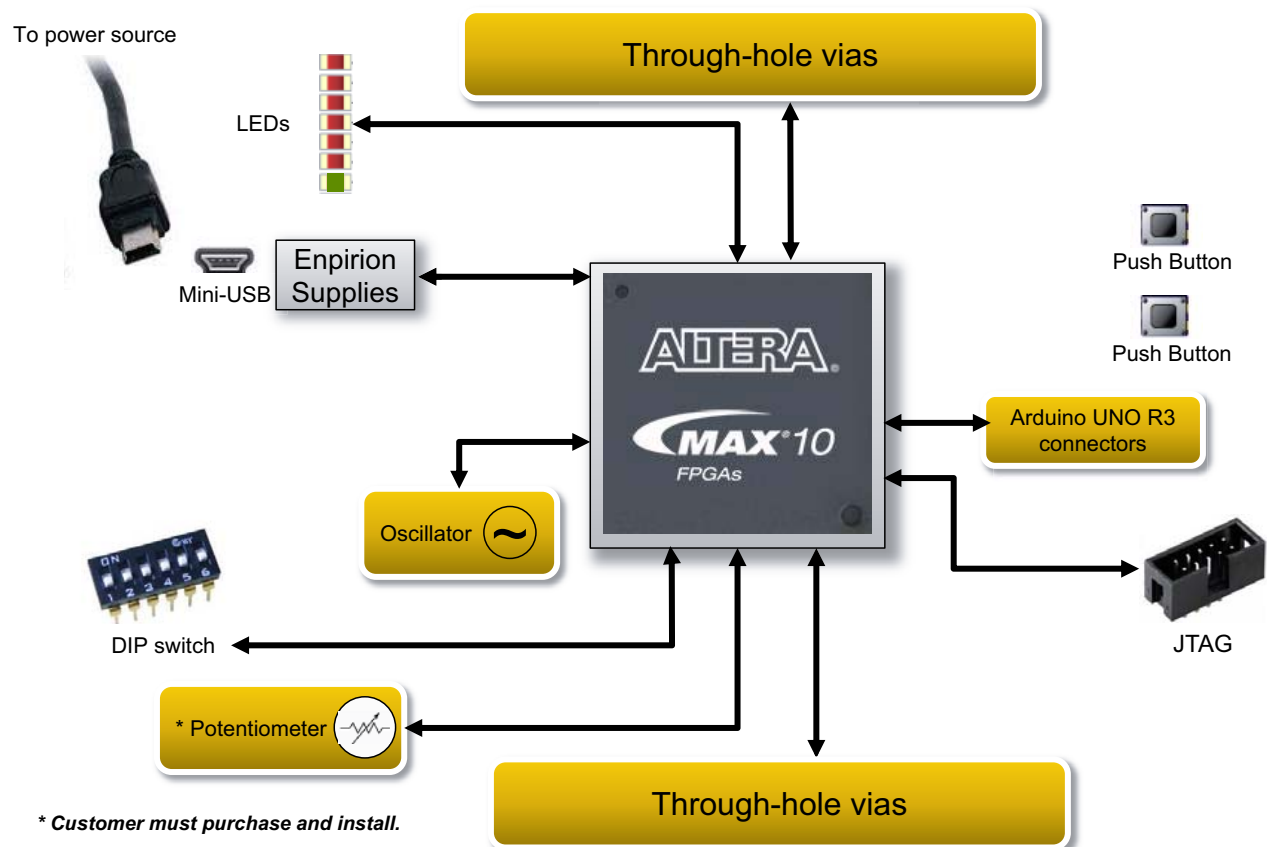 To power source
Through-hole vias
LEDs
Push Button
Enpirion
Supplies
Mini-USB
Push Button
ALTERA®
MAX® 10
FPGAs
Arduino UNO R3
connectors
Oscillator
ON
1 2 3 4 5 6
DIP switch
JTAG
* Potentiometer
Through-hole vias
* Customer must purchase and install.